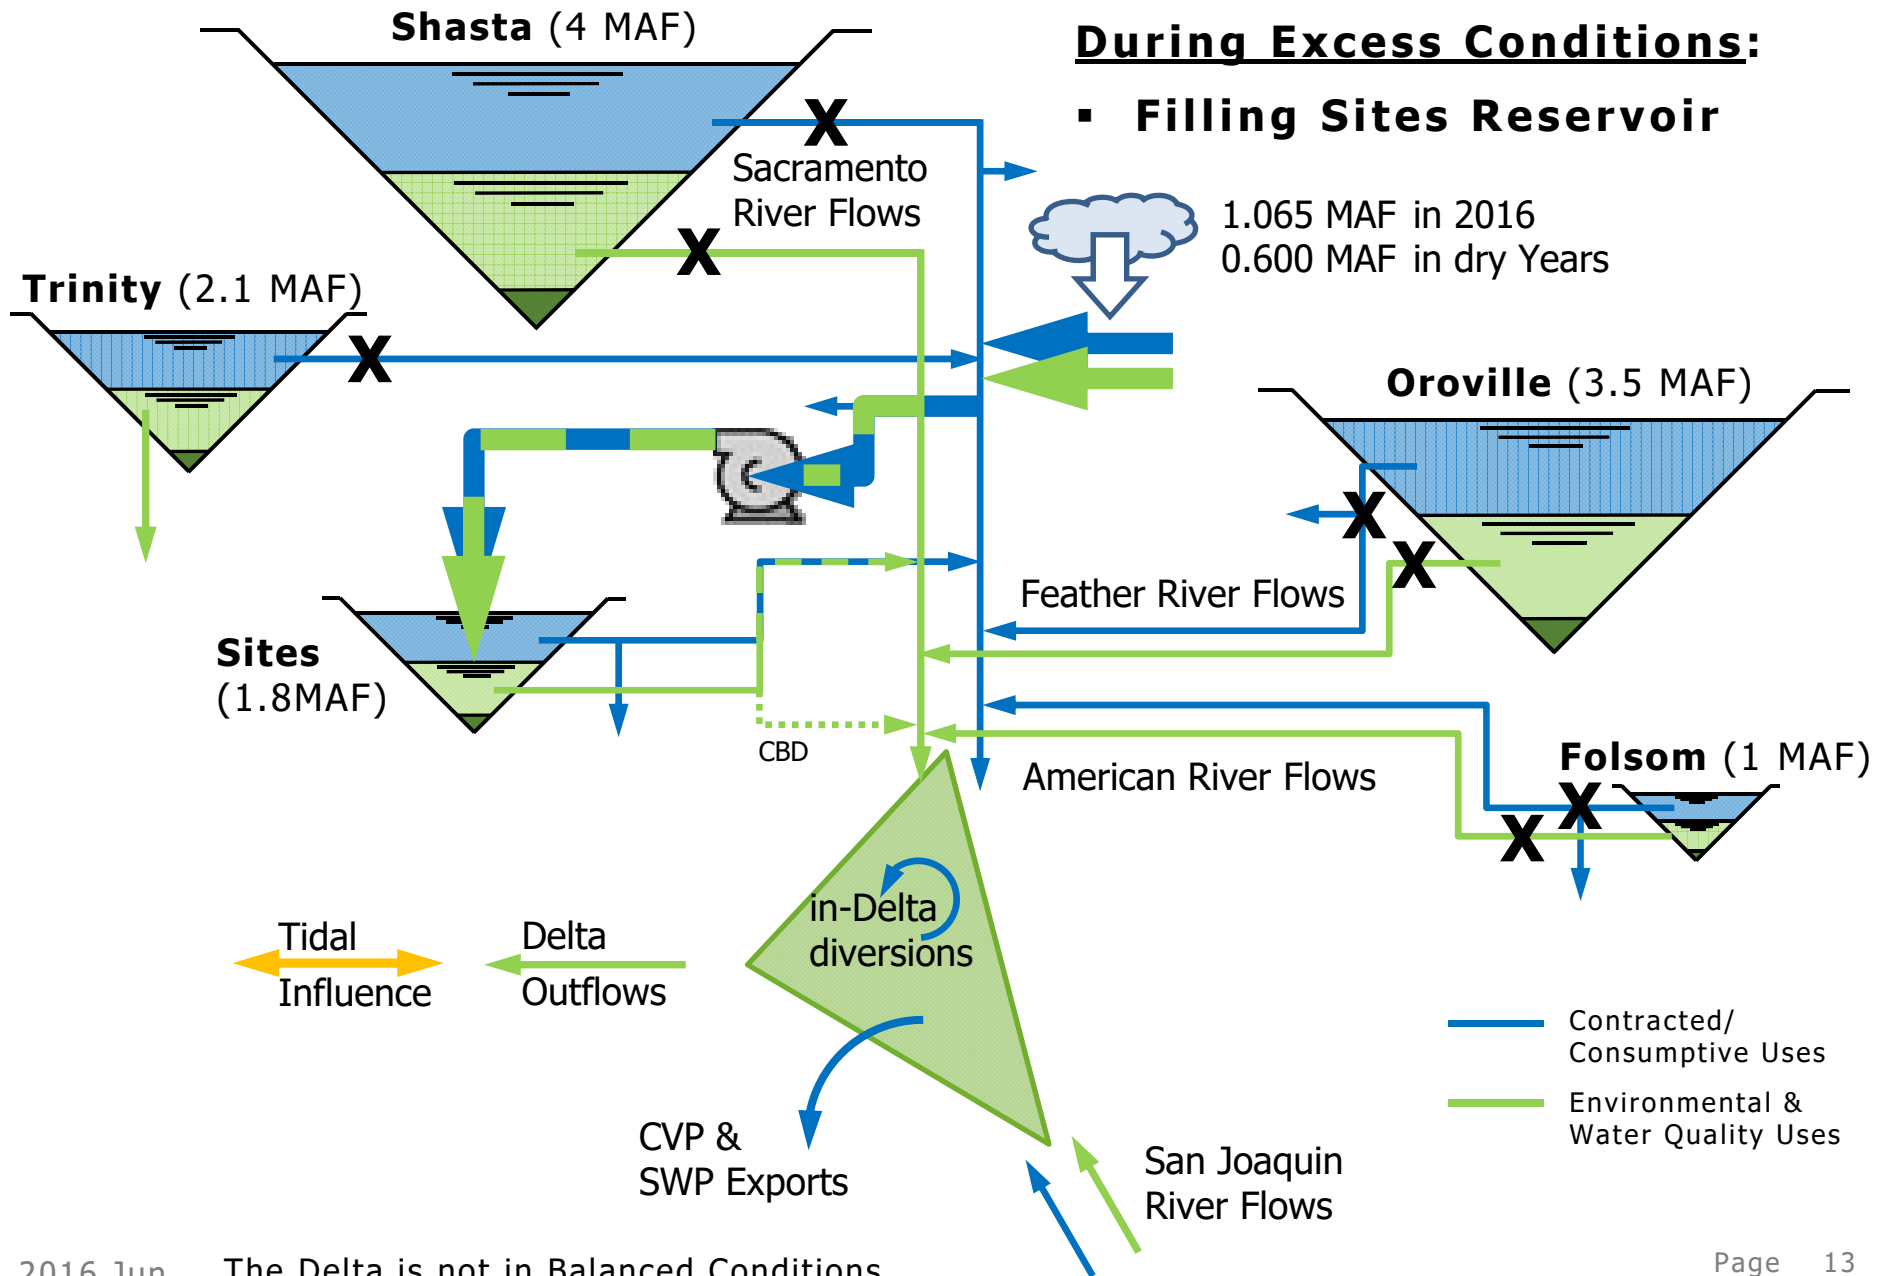 Shasta (4 MAF)
During Excess Conditions:
▪ Filling Sites Reservoir
X
Sacramento
River Flows
X
1.065 MAF in 2016
0.600 MAF in dry Years
Trinity (2.1 MAF)
X
Oroville (3.5 MAF)
X
X
Feather River Flows
Sites
(1.8MAF)
CBD
American River Flows
Folsom (1 MAF)
X
X
in-Delta
diversions
Tidal
Influence
Delta
Outflows
Contracted/
Consumptive Uses
Environmental &
Water Quality Uses
CVP &
SWP Exports
San Joaquin
River Flows
2016 Jun
The Delta is not in Balanced Conditions
Page 13